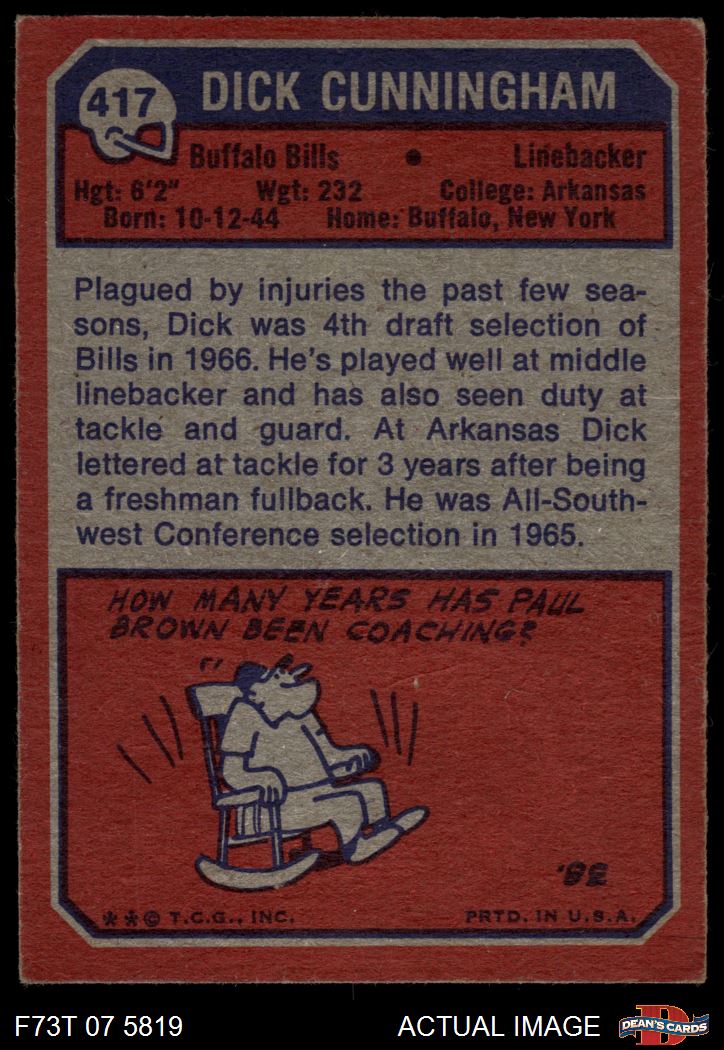 417
DICK CUNNINGHAM
Buffalo Bills • Linebacker
Hgt: 6'2" Wgt: 232 College: Arkansas
Born: 10-12-44 Home: Buffalo, New York
Plagued by injuries the past few sea-
sons, Dick was 4th draft selection of
Bills in 1966. He's played well at middle
linebacker and has also seen duty at
tackle and guard. At Arkansas Dick
lettered at tackle for 3 years after being
a freshman fullback. He was All-South-
west Conference selection in 1965.
HOW MANY YEARS HAS PAUL
BROWN BEEN COACHING?
** © T.C.G., INC. PRTD. IN U.S.A.
F73T 07 5819 ACTUAL IMAGE
D
DEAN'S CARDS